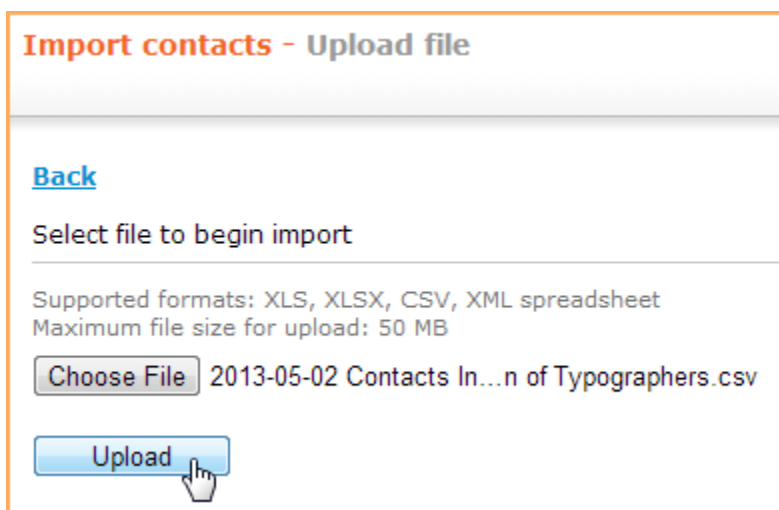 Import contacts - Upload file
Back
Select file to begin import
Supported formats: XLS, XLSX, CSV, XML spreadsheet
Maximum file size for upload: 50 MB
Choose File 2013-05-02 Contacts In...n of Typographers.csv
Upload